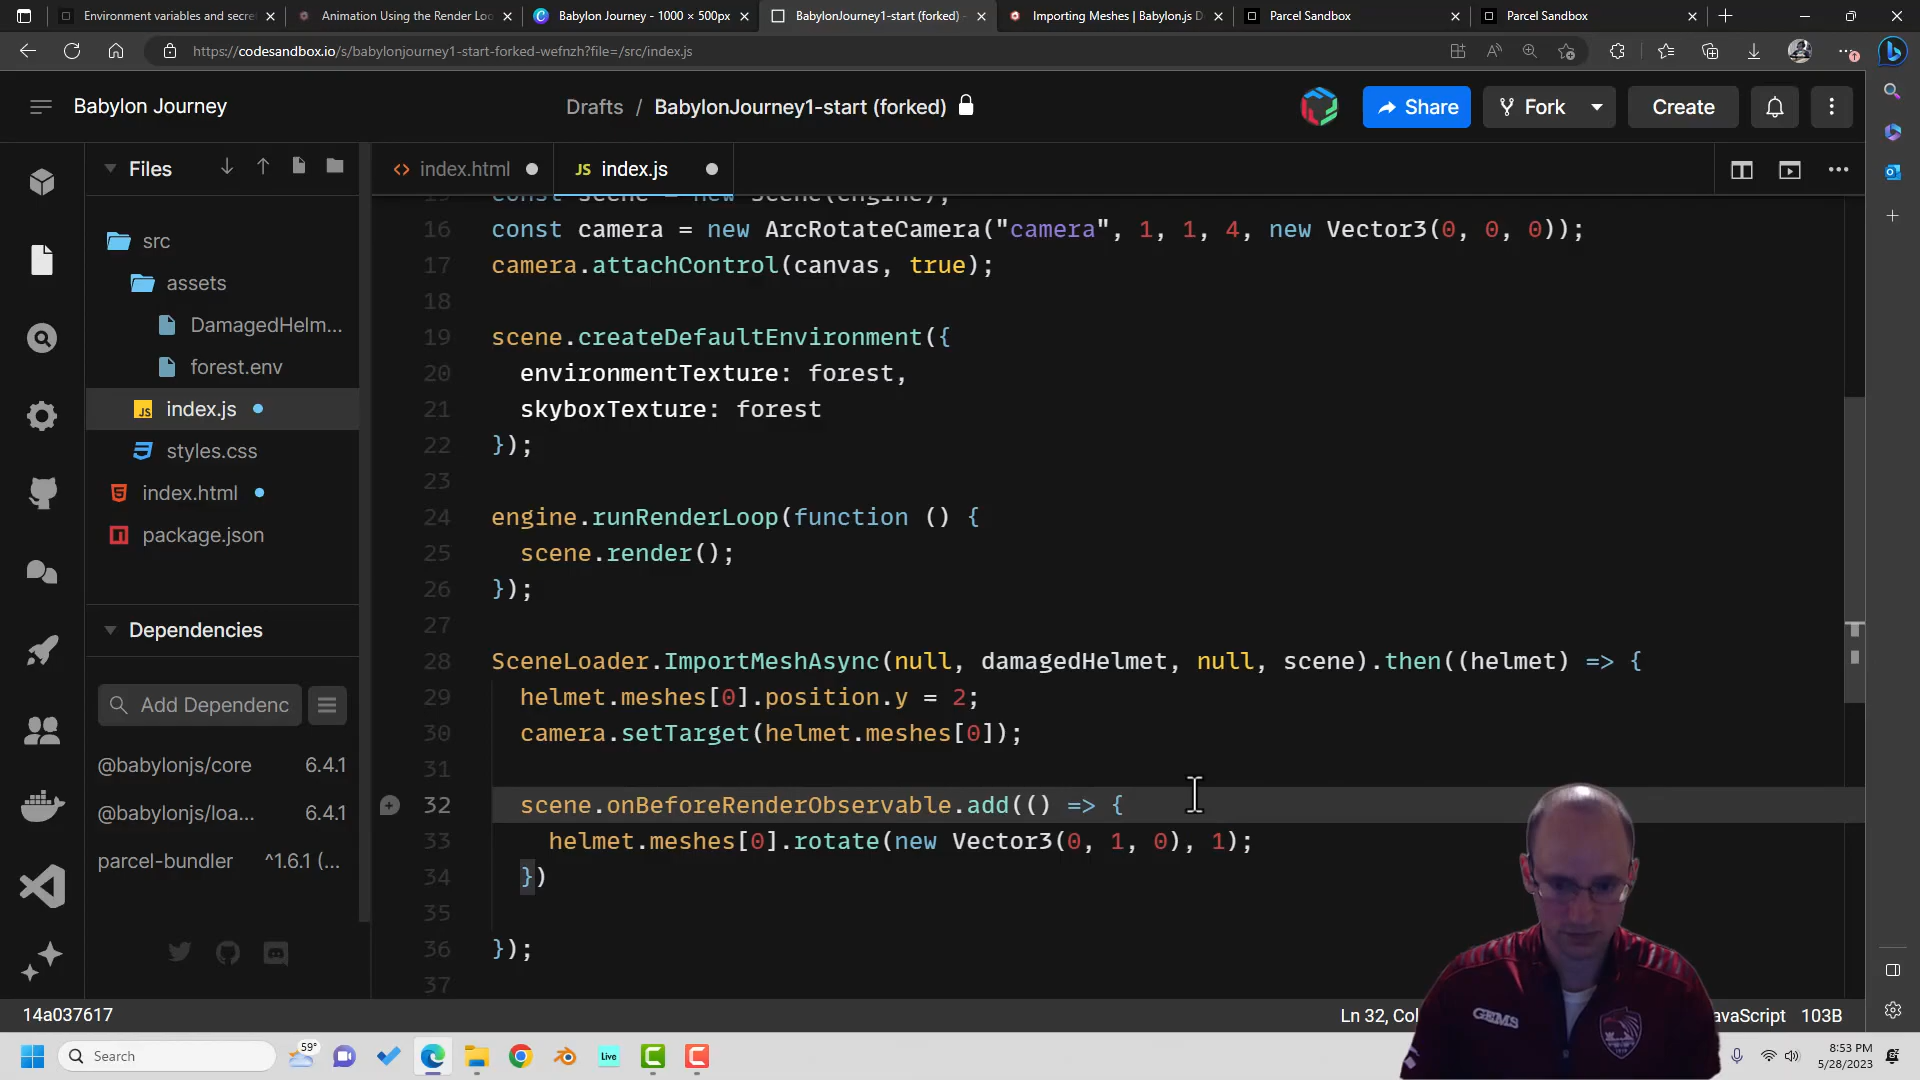 Environment variables and secre
Animation Using the Render Loo
Babylon Journey - 1000 × 500px
BabylonJourney1-start (forked) -
Importing Meshes | Babylon.js D
Parcel Sandbox
Parcel Sandbox
https://codesandbox.io/s/babylonjourney1-start-forked-wefnzh?file=/src/index.js
Babylon Journey
Drafts / BabylonJourney1-start (forked)
Share
Fork
Create
Files
src
assets
DamagedHelm...
forest.env
JS index.js
styles.css
index.html
package.json
Dependencies
Add Dependenc
@babylonjs/core 6.4.1
@babylonjs/loa... 6.4.1
parcel-bundler ^1.6.1 (...
<> index.html
JS index.js
16 const camera = new ArcRotateCamera("camera", 1, 1, 4, new Vector3(0, 0, 0));
17 camera.attachControl(canvas, true);
18
19 scene.createDefaultEnvironment({
20 environmentTexture: forest,
21 skyboxTexture: forest
22 });
23
24 engine.runRenderLoop(function () {
25 scene.render();
26 });
27
28 SceneLoader.ImportMeshAsync(null, damagedHelmet, null, scene).then((helmet) => {
29 helmet.meshes[0].position.y = 2;
30 camera.setTarget(helmet.meshes[0]);
31
32 scene.onBeforeRenderObservable.add(() => {
33 helmet.meshes[0].rotate(new Vector3(0, 1, 0), 1);
34 })
35
36 });
37
14a037617
Ln 32, Col
avaScript 103B
GEMS
Search
59°
Live
8:53 PM
5/28/2023